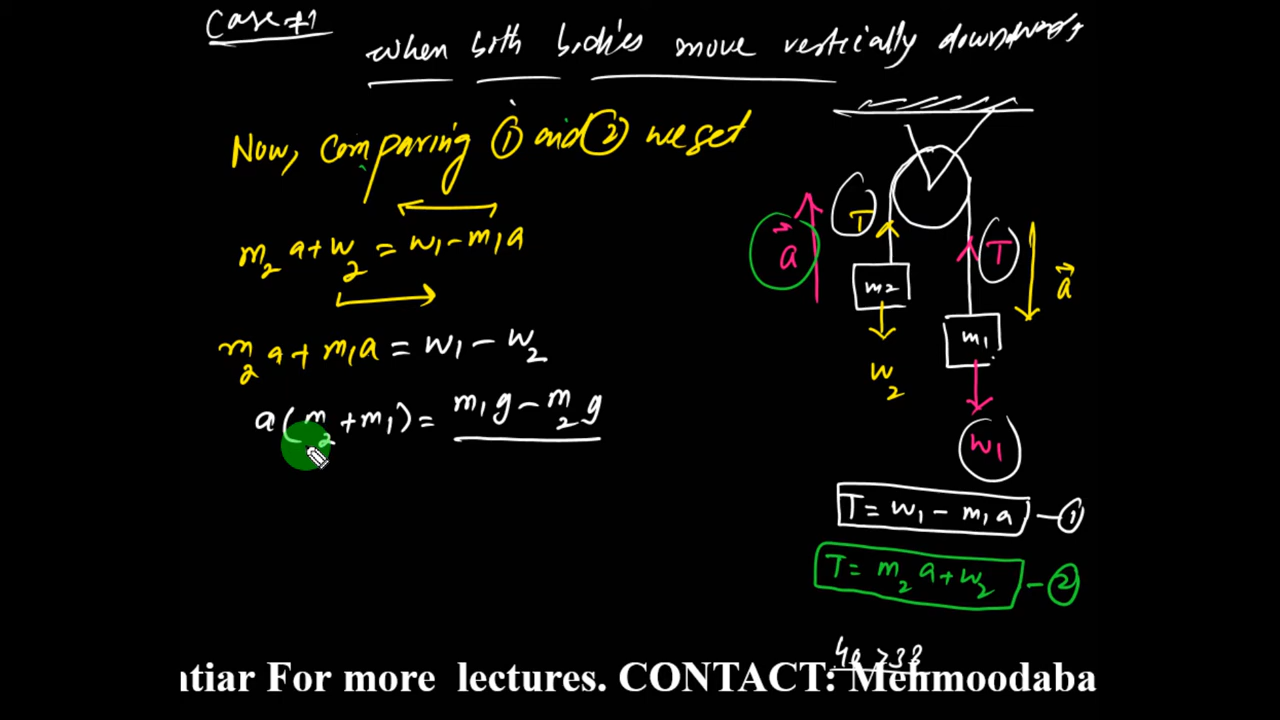 Case #1
when both bodies move vertically downwards
Now, comparing ① and ② we get
m2 a + w2 = w1 - m1 a
m2 a + m1 a = w1 - w2
a (m2 + m1) = m1 g - m2 g
T
a
T
a
m2
m1
w2
w1
T = w1 - m1 a — ①
T = m2 a + w2 — ②
ntiar For more lectures. CONTACT: Mehmoodaba